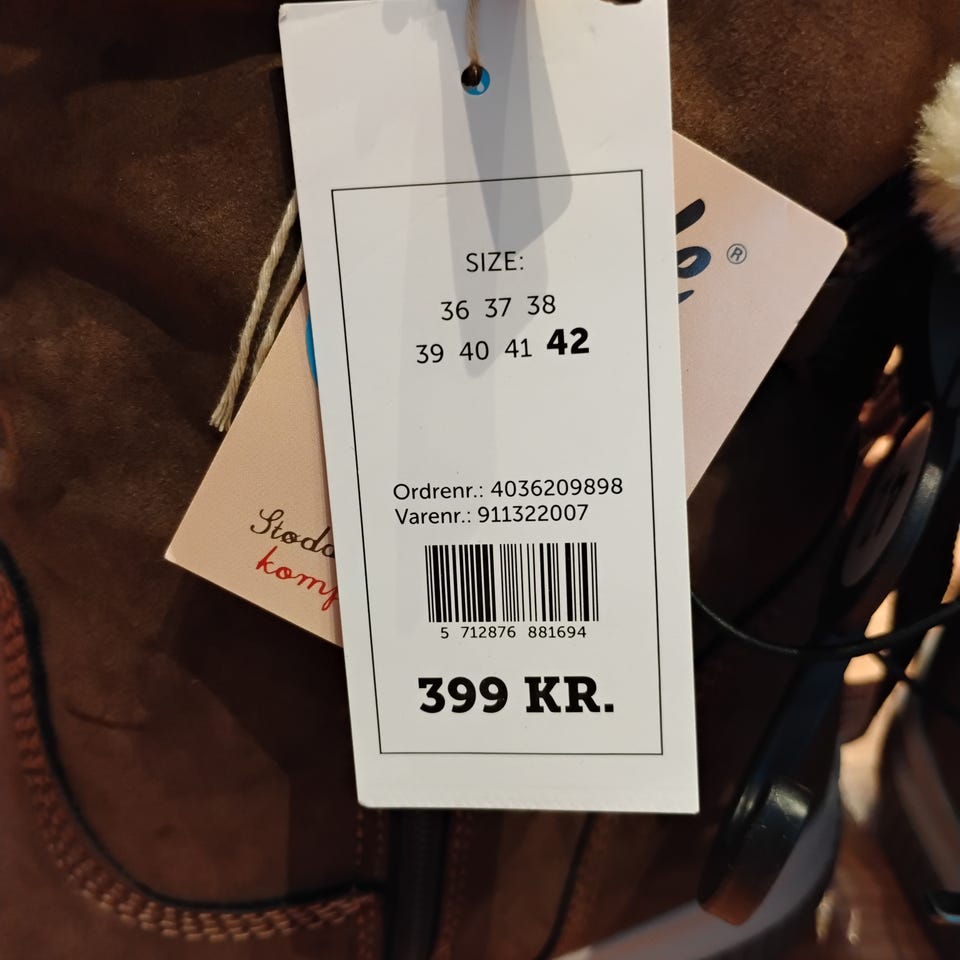 SIZE:
36 37 38
39 40 41 42
Ordrenr.: 4036209898
Varenr.: 911322007
5 712876 881694
399 KR.
®